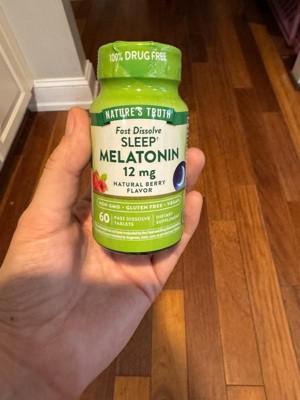 100% DRUG FREE
NATURE'S TRUTH
Fast Dissolve
SLEEP†
MELATONIN
12 mg
NATURAL BERRY
FLAVOR
NON-GMO • GLUTEN FREE • VEGAN
60
FAST DISSOLVE
TABLETS
DIETARY
SUPPLEMENT